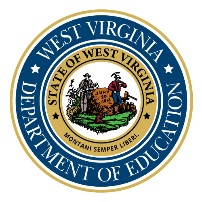 WEST VIRGINIA
DEPARTMENT OF EDUCATION
STATE OF WEST VIRGINIA
MONTANI SEMPER LIBERI.